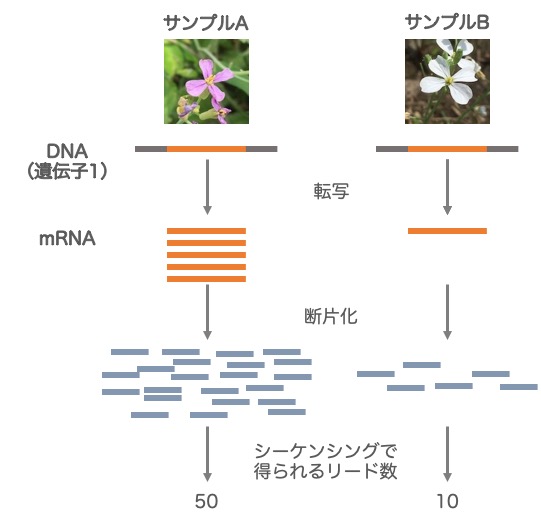 サンプルA
サンプルB
DNA
（遺伝子1）
転写
mRNA
断片化
シーケンシングで
得られるリード数
50
10